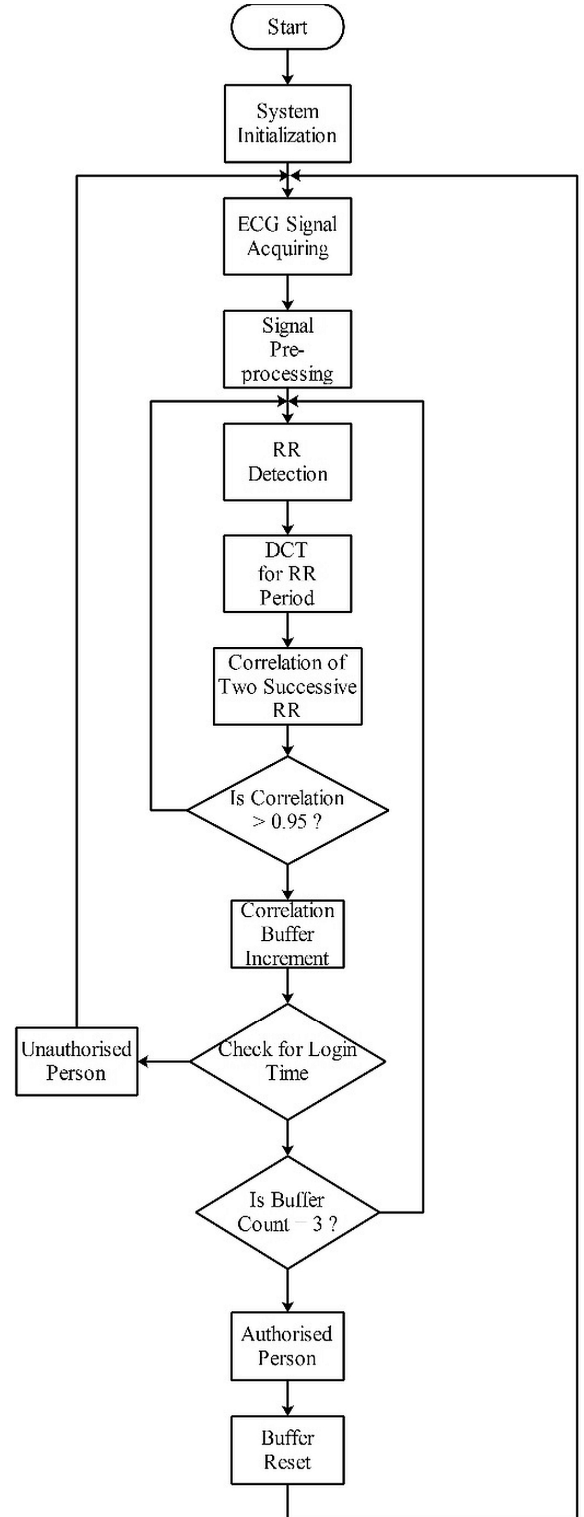 Start
System
Initialization
ECG Signal
Acquiring
Signal
Pre-
processing
RR
Detection
DCT
for RR
Period
Correlation of
Two Successive
RR
Is Correlation
> 0.95 ?
Correlation
Buffer
Increment
Unauthorised
Person
Check for Login
Time
Is Buffer
Count = 3 ?
Authorised
Person
Buffer
Reset